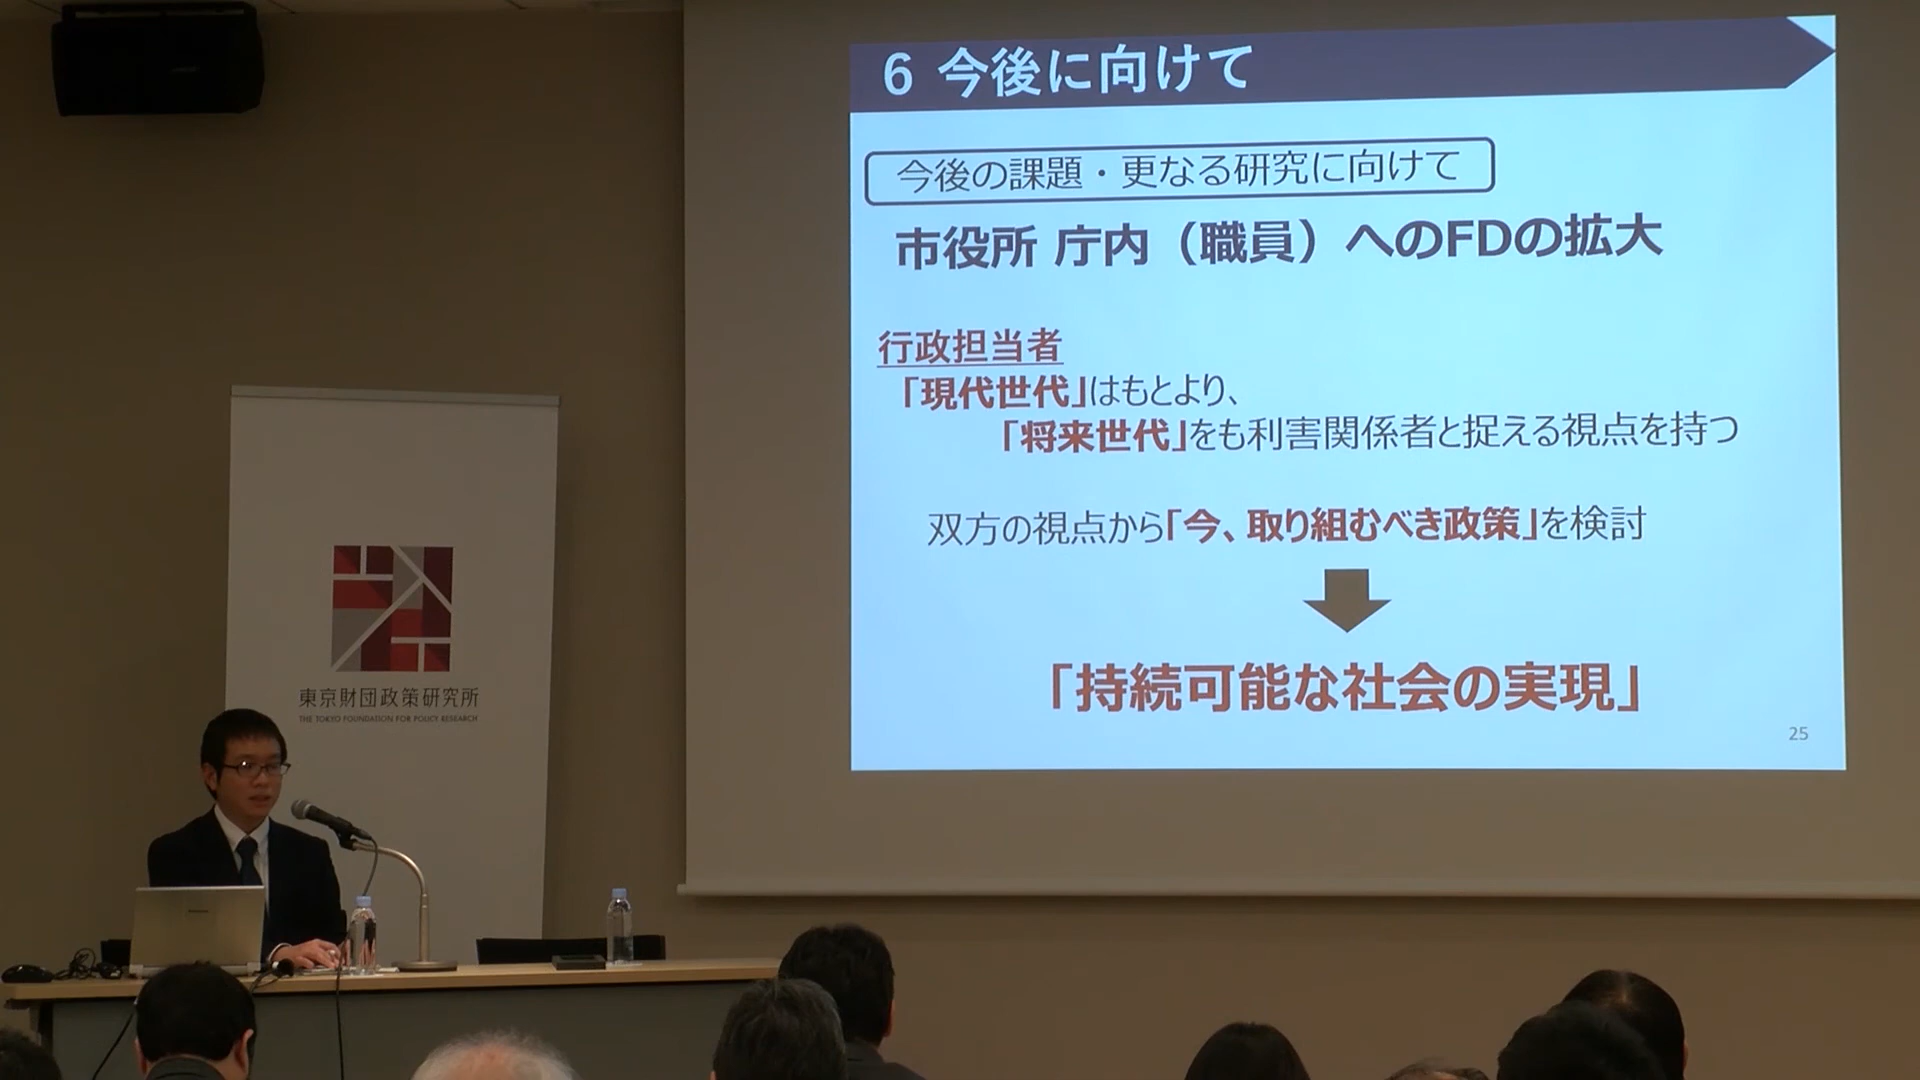 6 今後に向けて
今後の課題・更なる研究に向けて
市役所 庁内（職員）へのFDの拡大
行政担当者
「現代世代」はもとより、
「将来世代」をも利害関係者と捉える視点を持つ
双方の視点から「今、取り組むべき政策」を検討
「持続可能な社会の実現」
25
東京財団政策研究所
THE TOKYO FOUNDATION FOR POLICY RESEARCH